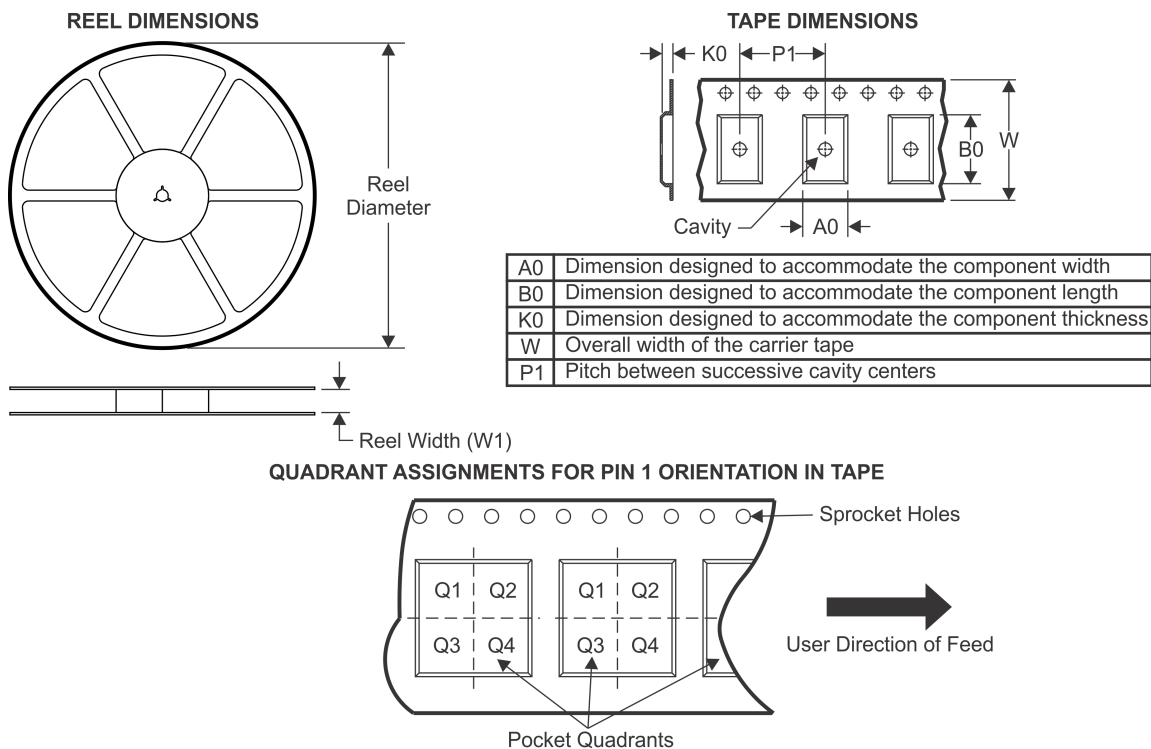 REEL DIMENSIONS
Reel
Diameter
Reel Width (W1)
TAPE DIMENSIONS
K0
P1
B0
W
Cavity
A0
A0 Dimension designed to accommodate the component width
B0 Dimension designed to accommodate the component length
K0 Dimension designed to accommodate the component thickness
W Overall width of the carrier tape
P1 Pitch between successive cavity centers
QUADRANT ASSIGNMENTS FOR PIN 1 ORIENTATION IN TAPE
Sprocket Holes
Q1 Q2 Q1 Q2
Q3 Q4 Q3 Q4
User Direction of Feed
Pocket Quadrants